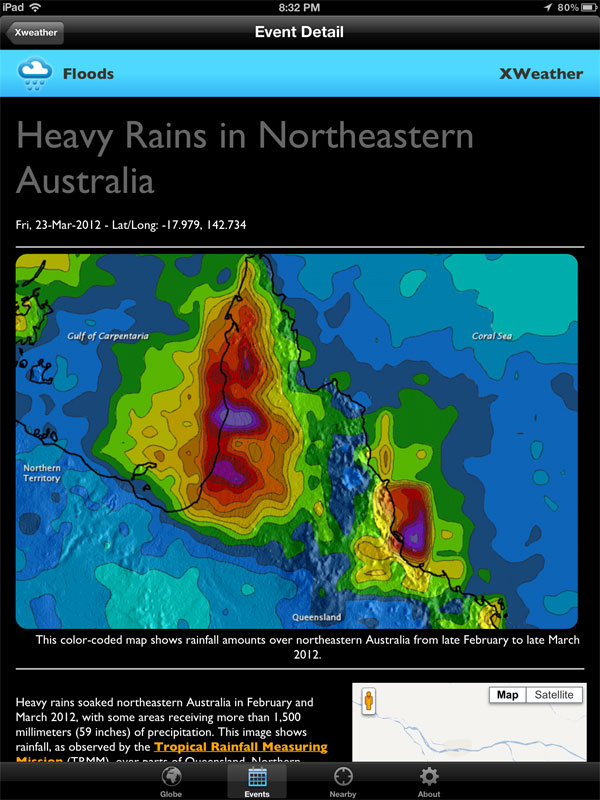 iPad 8:32 PM 80%
Xweather Event Detail
Floods XWeather
Heavy Rains in Northeastern
Australia
Fri, 23-Mar-2012 - Lat/Long: -17.979, 142.734
Gulf of Carpentaria Coral Sea
Northern
Territory
Queensland
This color-coded map shows rainfall amounts over northeastern Australia from late February to late March
2012.
Heavy rains soaked northeastern Australia in February and
March 2012, with some areas receiving more than 1,500
millimeters (59 inches) of precipitation. This image shows
rainfall, as observed by the Tropical Rainfall Measuring
Mission (TRMM), over parts of Queensland, Northern
Map Satellite
Globe Events Nearby About